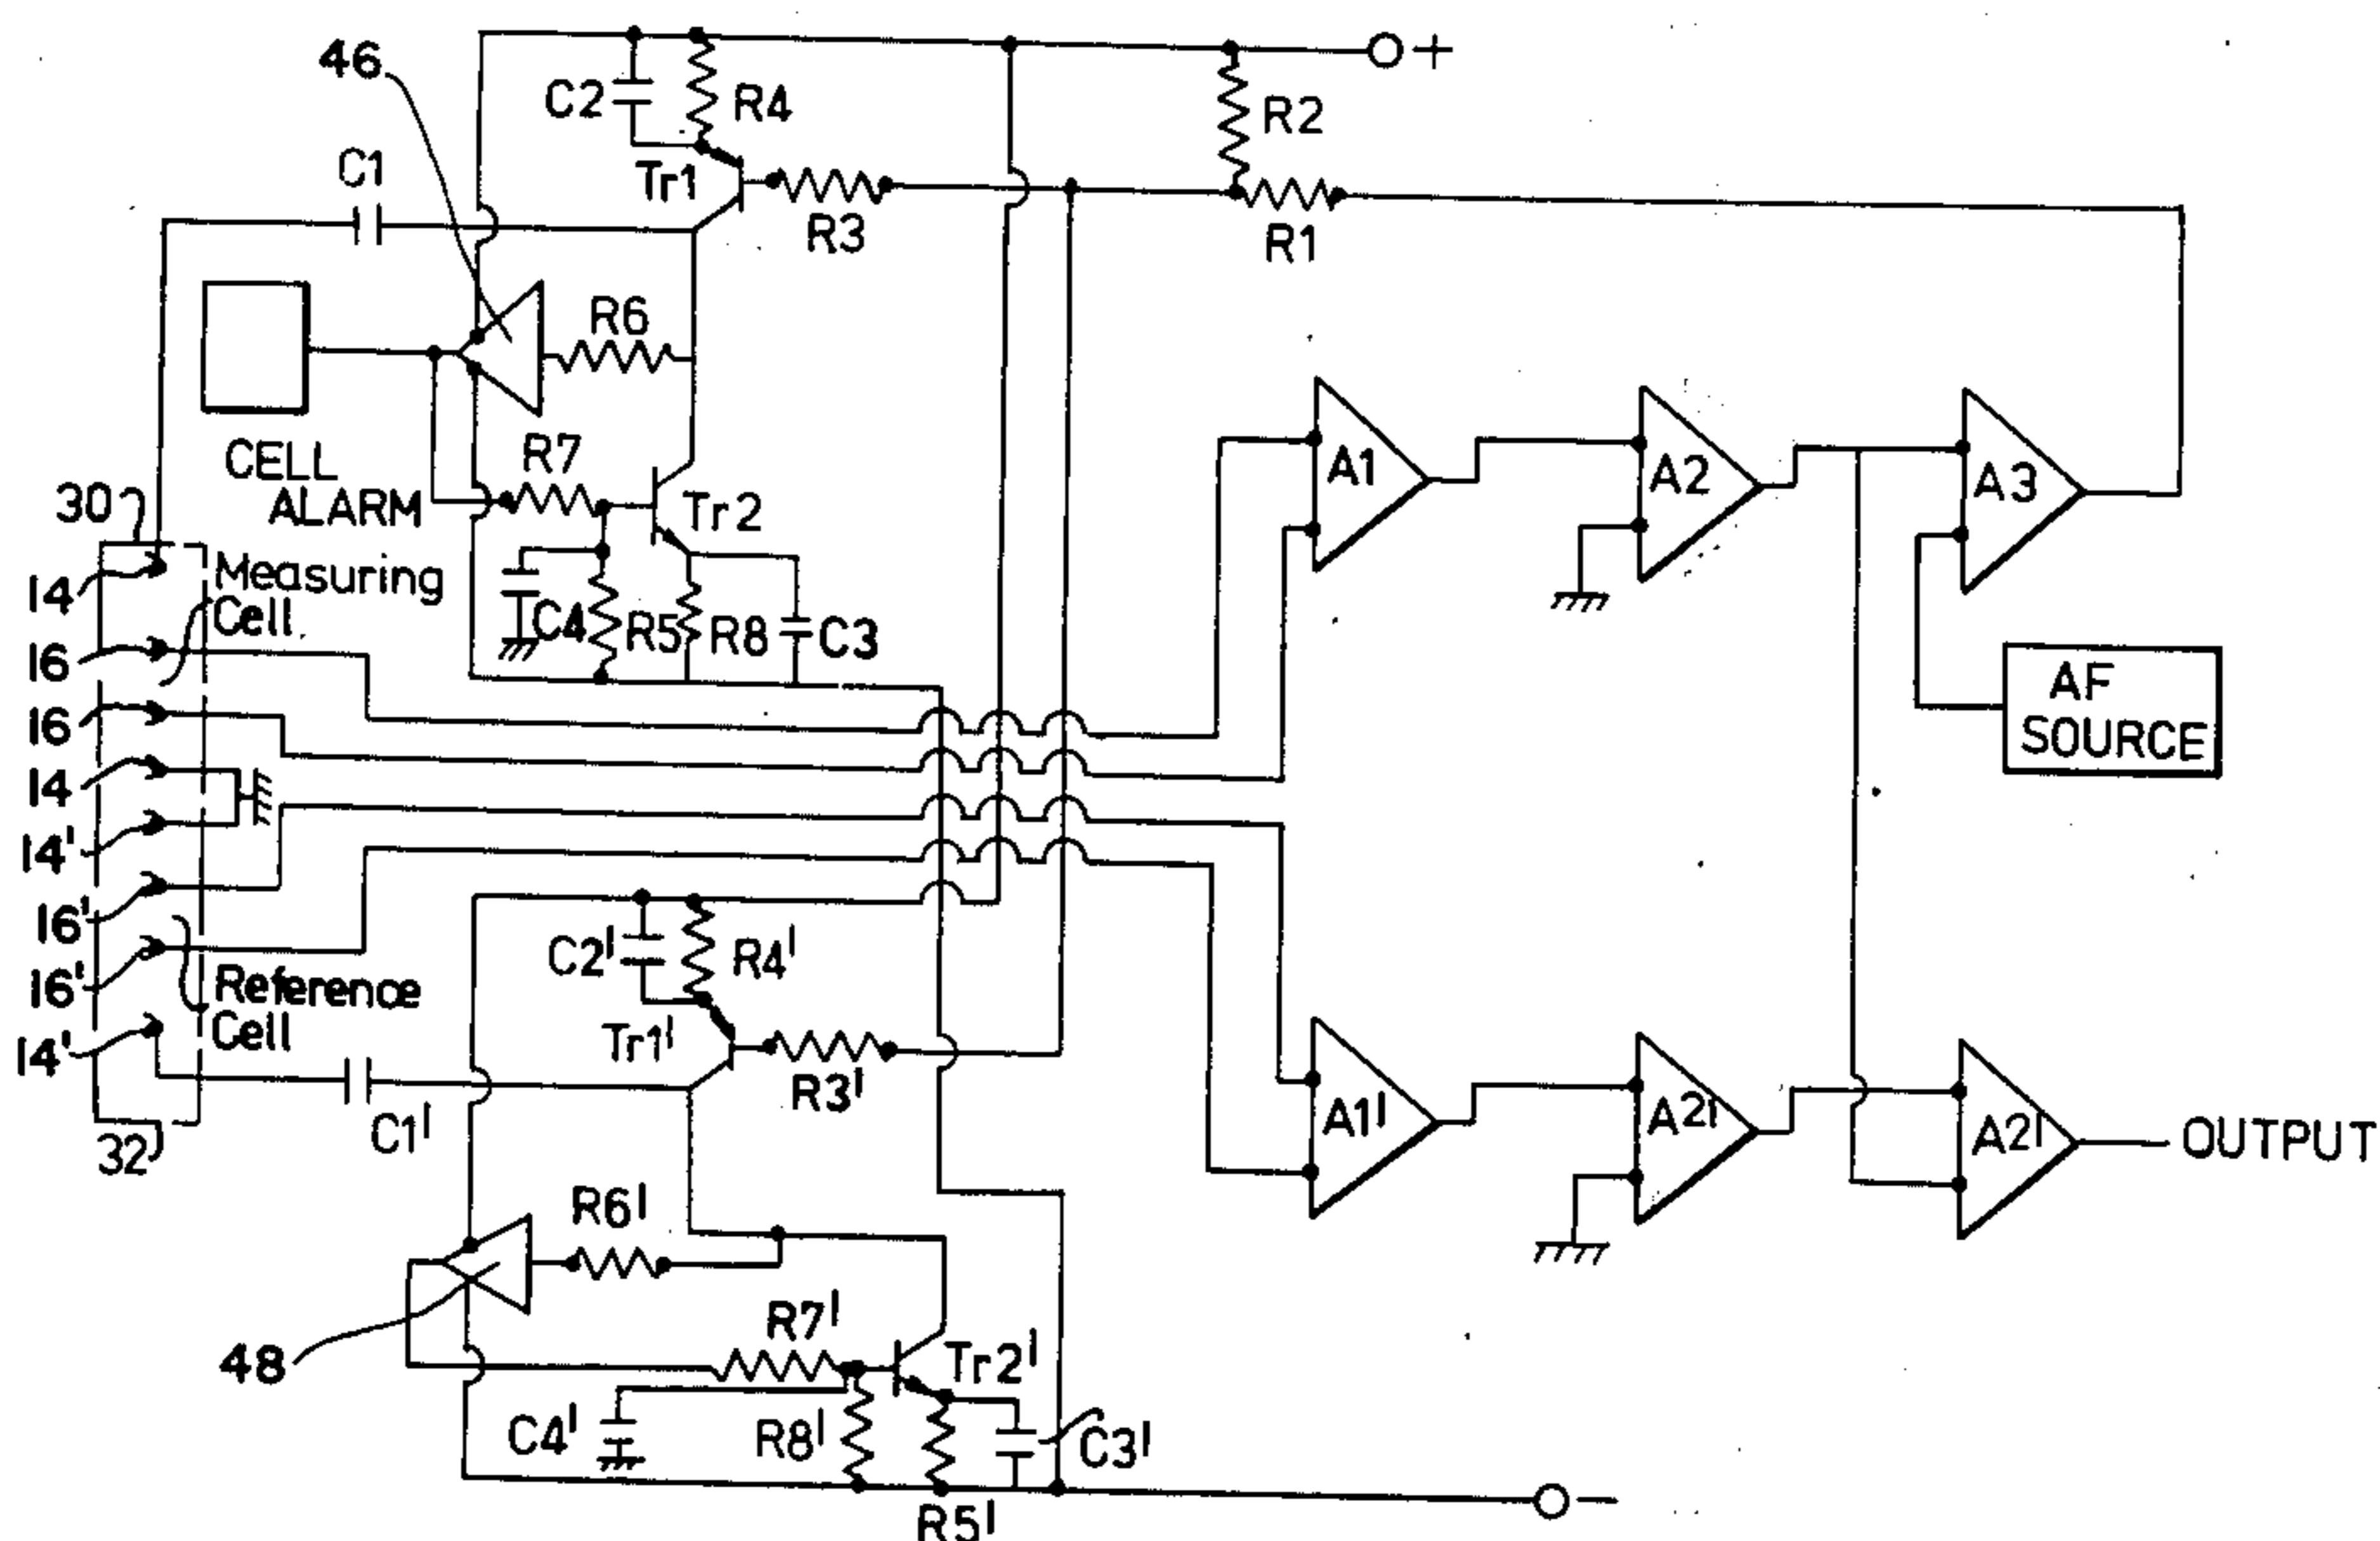 46
+
C2
R4
R2
C1
Tr1
R3
R1
R6
A1
A2
A3
CELL
ALARM
R7
30
Tr2
14
Measuring
Cell
C4
R5
R8
C3
AF
SOURCE
16
16
14
14'
16'
C2'
R4'
16'
Reference
Cell
Tr1'
14'
R3'
A1'
A2'
A2'
OUTPUT
C1'
32
R6'
R7'
Tr2'
48
C4'
R8'
C3'
R5'
-